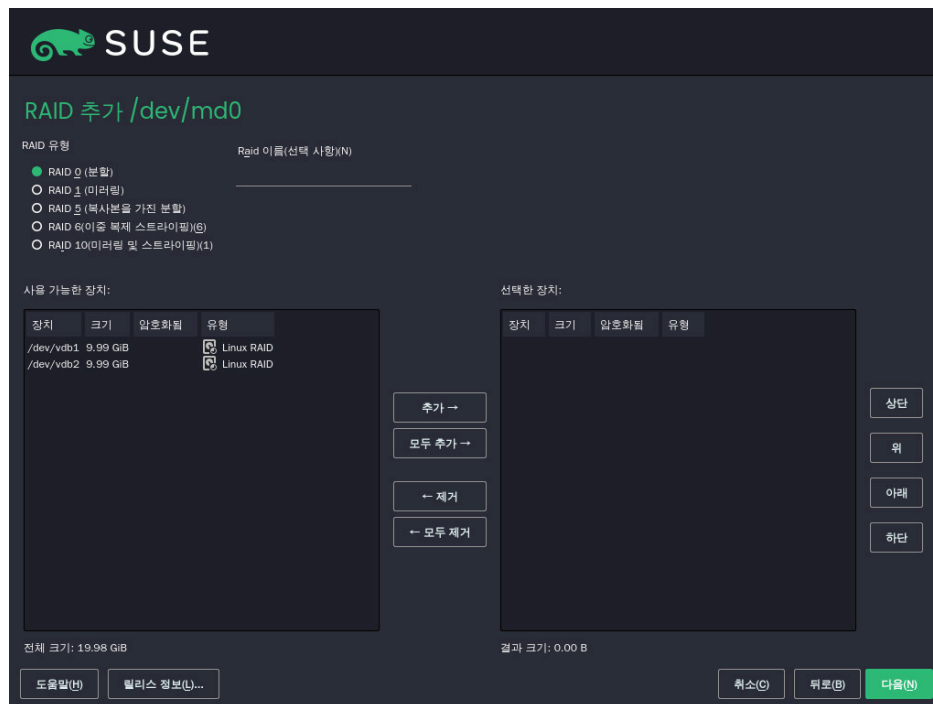 SUSE
RAID 추가 /dev/md0
RAID 유형
RAID 0 (분할)
RAID 1 (미러링)
RAID 5 (복사본을 가진 분할)
RAID 6(이중 복제 스트라이핑)(6)
RAID 10(미러링 및 스트라이핑)(1)
Raid 이름(선택 사항)(N)
사용 가능한 장치:
장치 크기 암호화됨 유형
/dev/vdb1 9.99 GiB Linux RAID
/dev/vdb2 9.99 GiB Linux RAID
전체 크기: 19.98 GiB
추가 →
모두 추가 →
← 제거
← 모두 제거
선택한 장치:
장치 크기 암호화됨 유형
결과 크기: 0.00 B
상단
위
아래
하단
도움말(H) 릴리스 정보(L)... 취소(C) 뒤로(B) 다음(N)